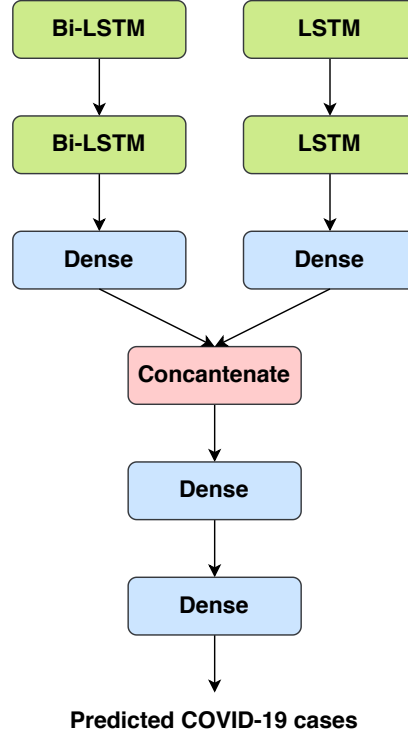 Bi-LSTM
LSTM
Bi-LSTM
LSTM
Dense
Dense
Concantenate
Dense
Dense
Predicted COVID-19 cases